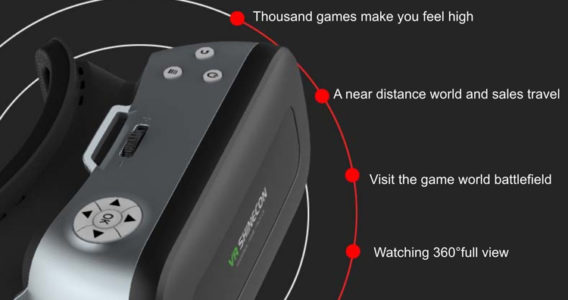 Thousand games make you feel high
A near distance world and sales travel
Visit the game world battlefield
Watching 360°full view
OK
VR SHINECON